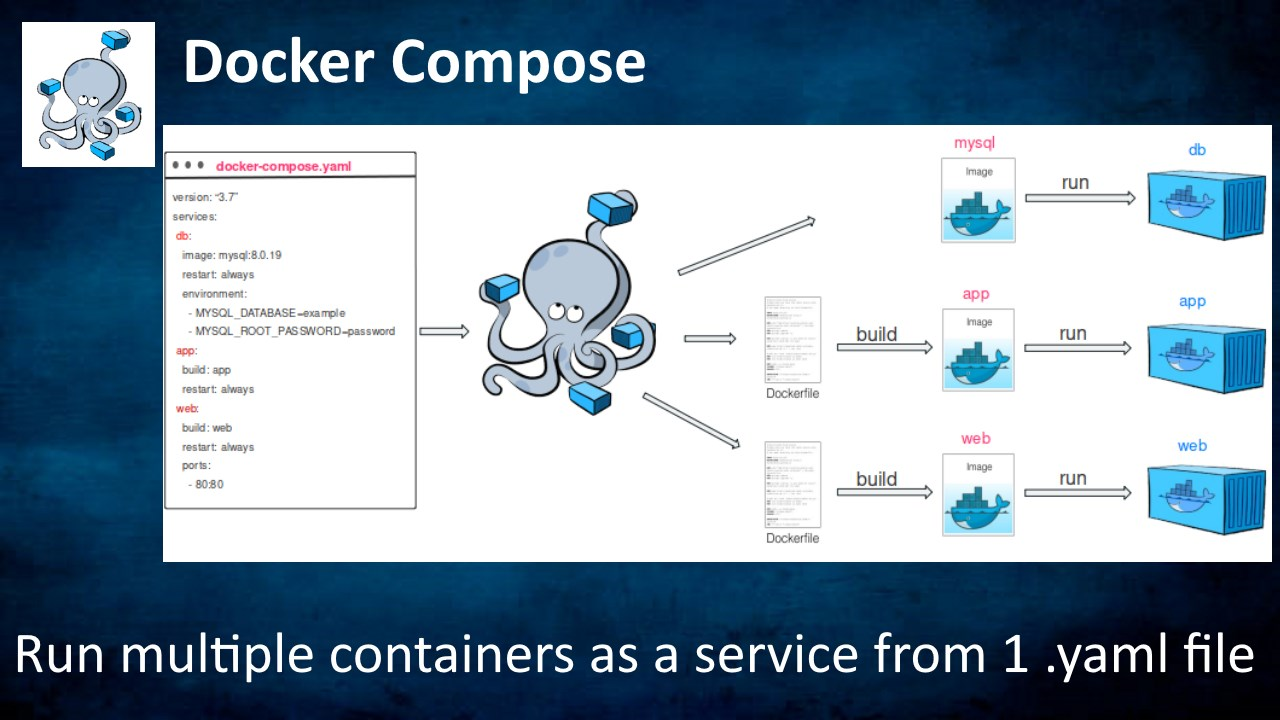 Docker Compose
docker-compose.yaml
version: “3.7”
services:
db:
image: mysql:8.0.19
restart: always
environment:
- MYSQL_DATABASE=example
- MYSQL_ROOT_PASSWORD=password
app:
build: app
restart: always
web:
build: web
restart: always
ports:
- 80:80
mysql
Image
run
db
Dockerfile
build
app
Image
run
app
Dockerfile
build
web
Image
run
web
Run multiple containers as a service from 1 .yaml file